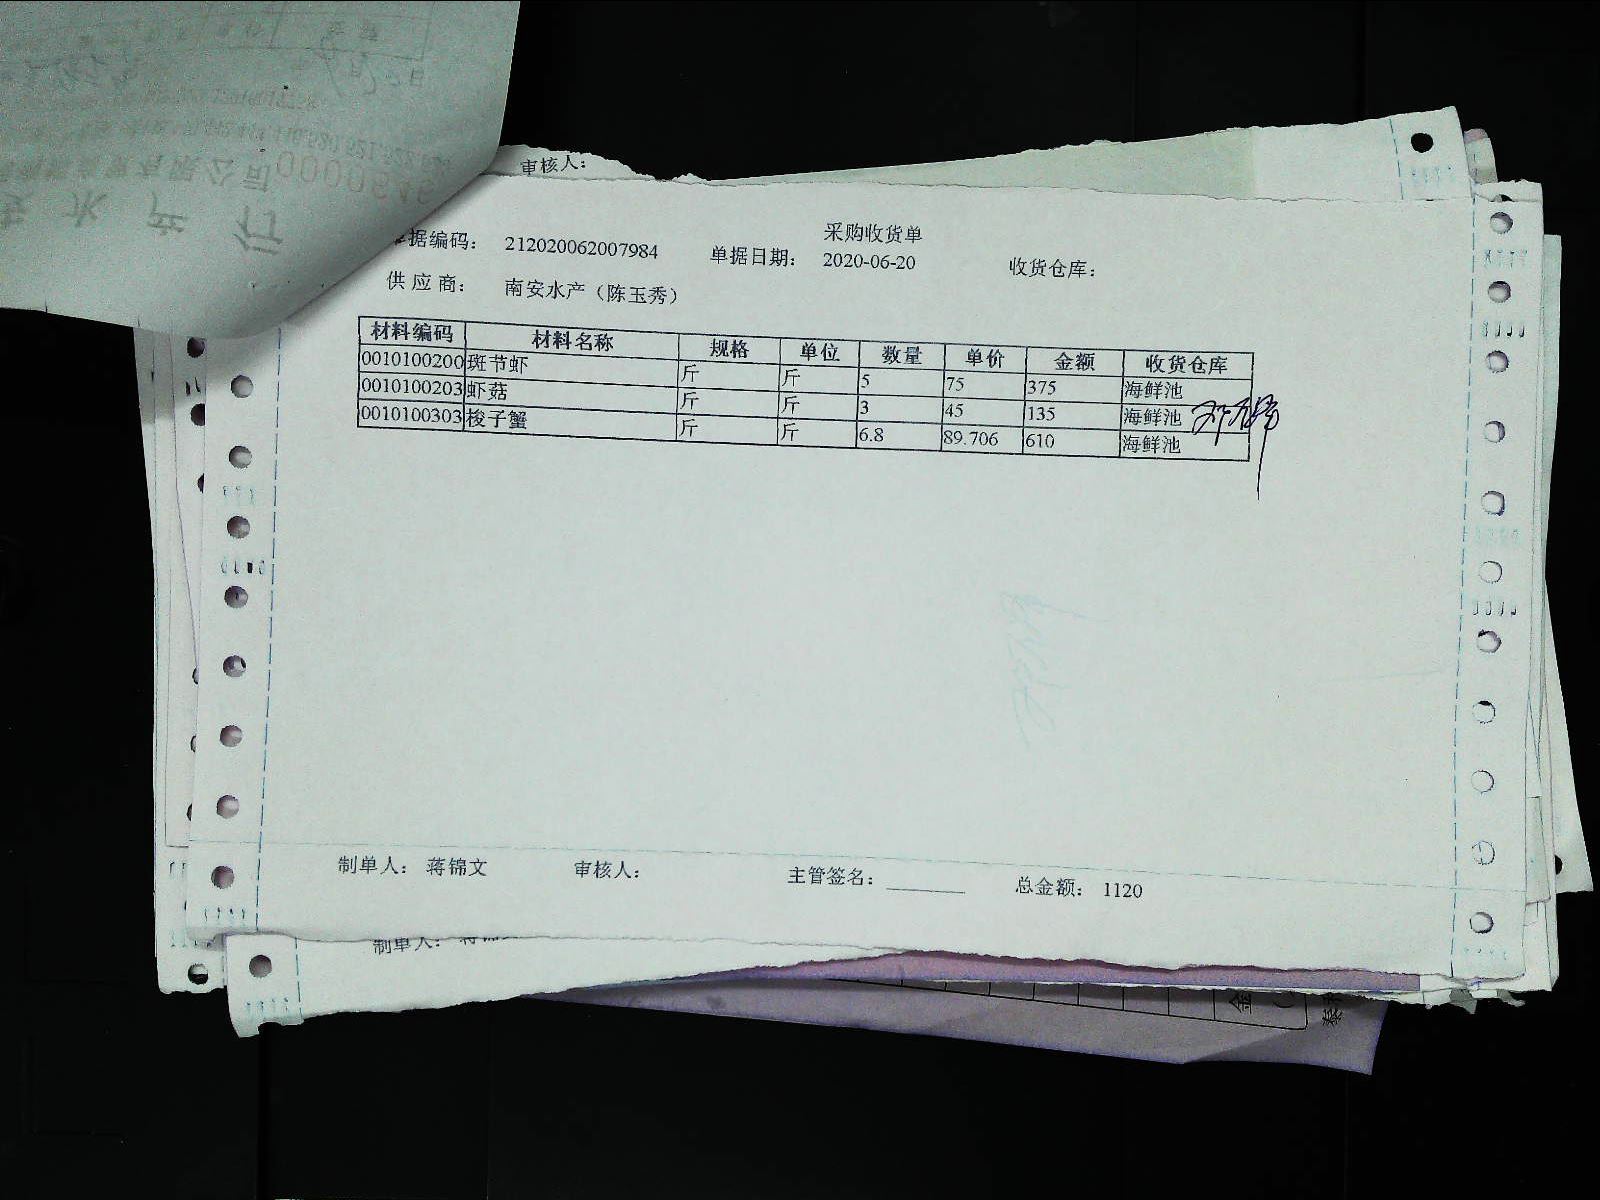 审核人：
采购收货单
据编码： 212020062007984 单据日期： 2020-06-20 收货仓库：
供应商： 南安水产（陈玉秀）
材料编码 材料名称 规格 单位 数量 单价 金额 收货仓库
0010100200 斑节虾 斤 斤 5 75 375 海鲜池
0010100203 虾菇 斤 斤 3 45 135 海鲜池
0010100303 梭子蟹 斤 斤 6.8 89.706 610 海鲜池
制单人： 蒋锦文 审核人： 主管签名： 总金额： 1120
制单人：
金